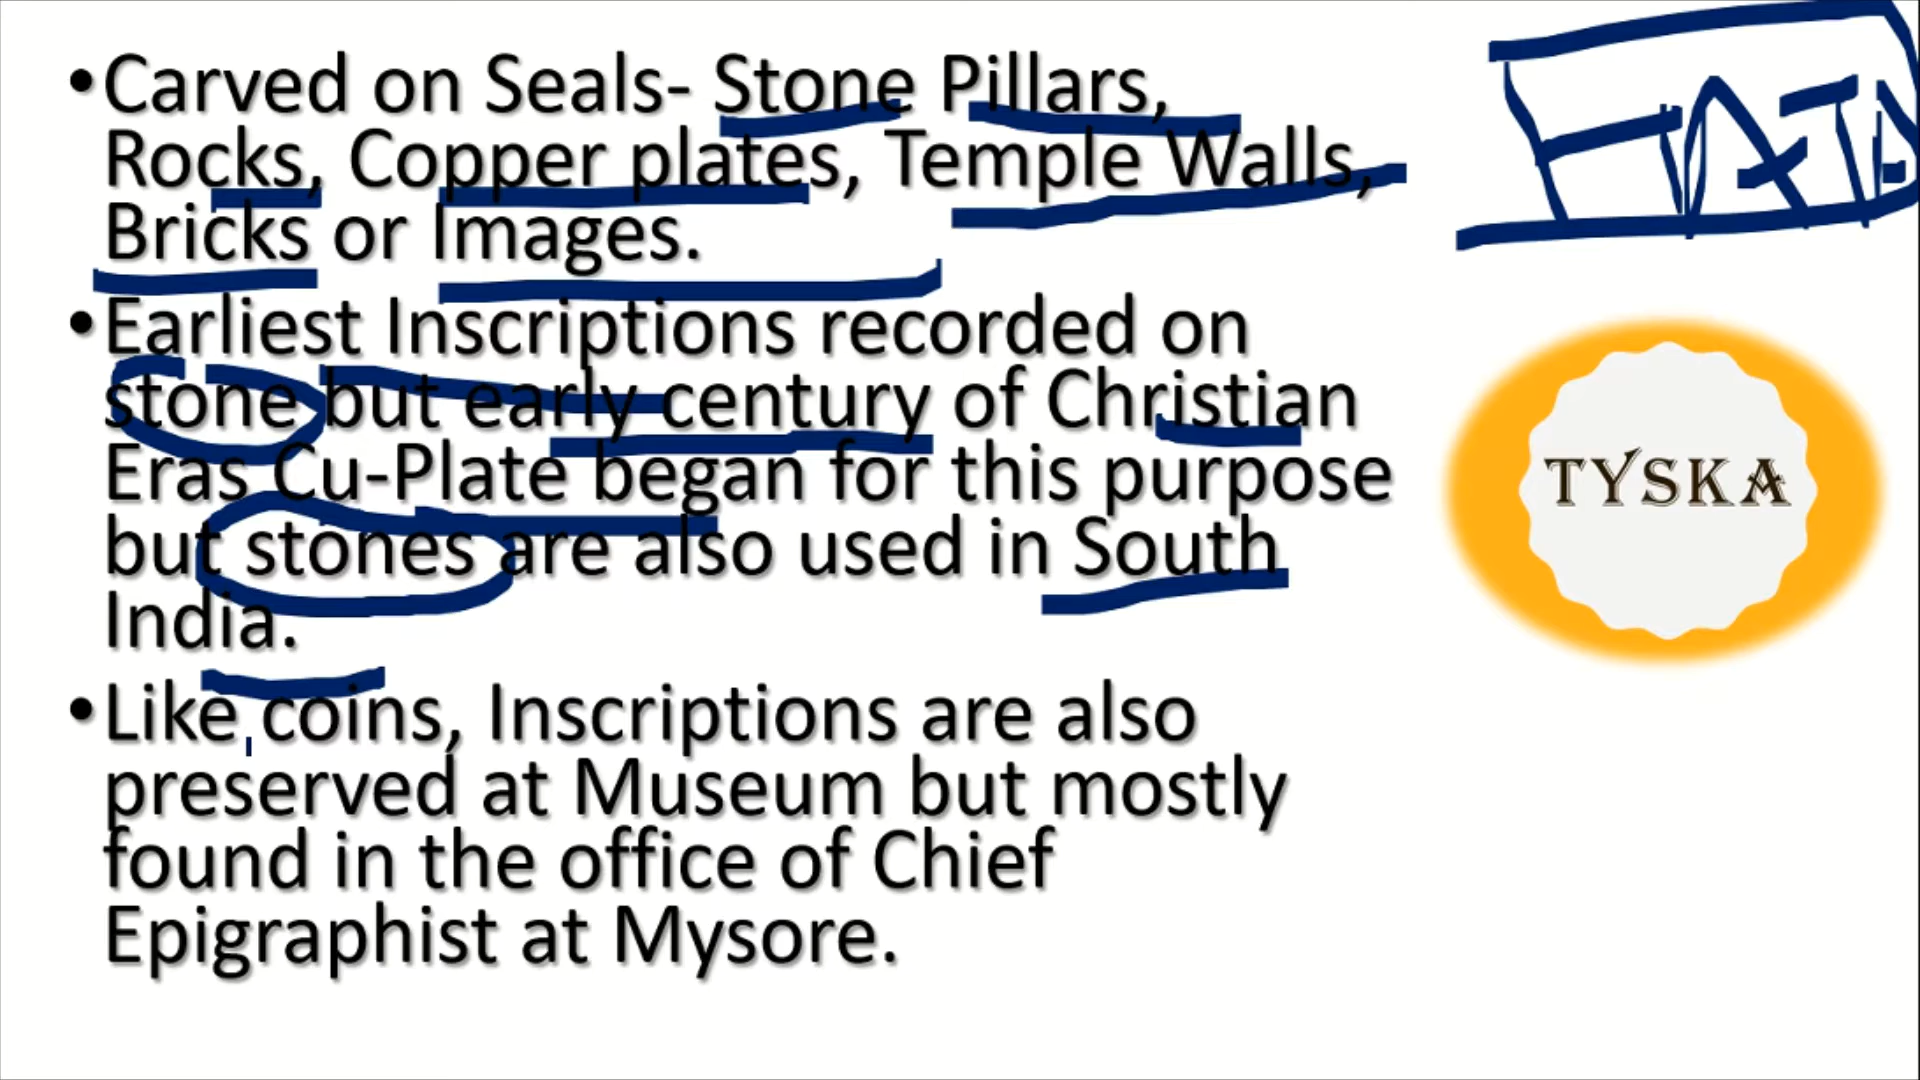 •Carved on Seals- Stone Pillars,
Rocks, Copper plates, Temple Walls,
Bricks or Images.
•Earliest Inscriptions recorded on
stone but early century of Christian
Eras Cu-Plate began for this purpose
but stones are also used in South
India.
•Like coins, Inscriptions are also
preserved at Museum but mostly
found in the office of Chief
Epigraphist at Mysore.
TYSKA